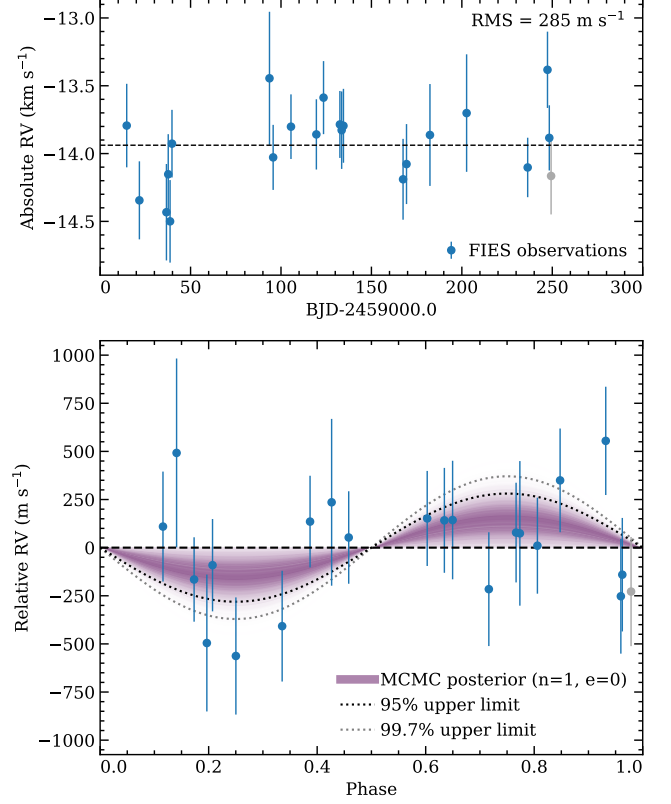 RMS = 285 m s⁻¹
−13.0
−13.5
−14.0
−14.5
Absolute RV (km s⁻¹)
FIES observations
0 50 100 150 200 250 300
BJD-2459000.0
1000
750
500
250
0
−250
−500
−750
−1000
Relative RV (m s⁻¹)
MCMC posterior (n=1, e=0)
95% upper limit
99.7% upper limit
0.0 0.2 0.4 0.6 0.8 1.0
Phase